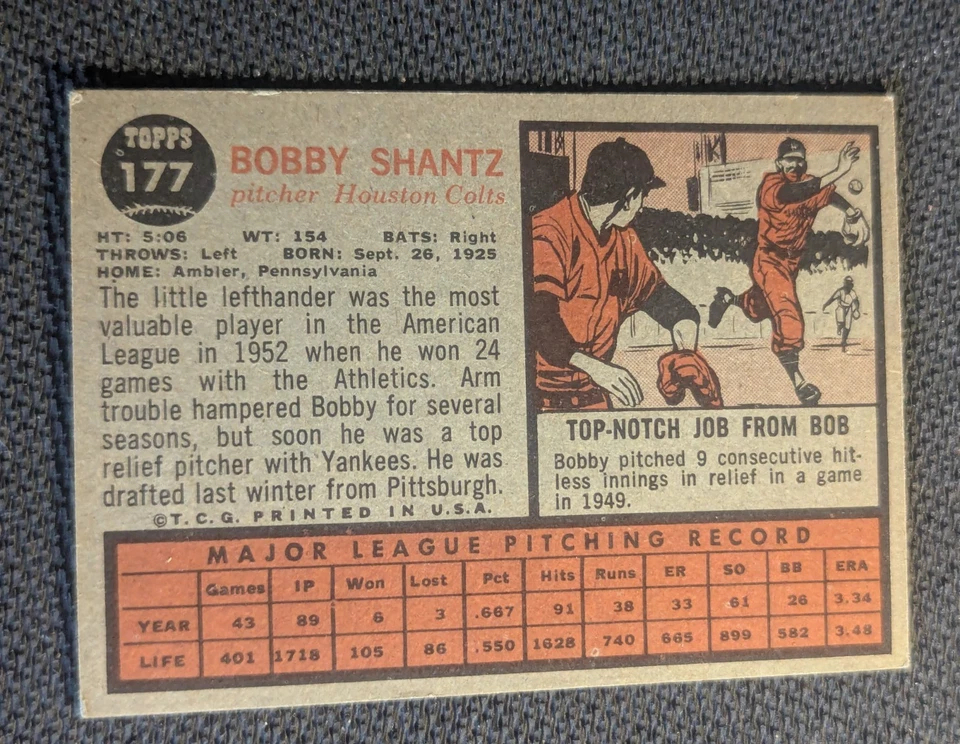 TOPPS
177
BOBBY SHANTZ
pitcher Houston Colts
HT: 5:06 WT: 154 BATS: Right
THROWS: Left BORN: Sept. 26, 1925
HOME: Ambler, Pennsylvania
The little lefthander was the most
valuable player in the American
League in 1952 when he won 24
games with the Athletics. Arm
trouble hampered Bobby for several
seasons, but soon he was a top
relief pitcher with Yankees. He was
drafted last winter from Pittsburgh.
©T.C.G. PRINTED IN U.S.A.
TOP-NOTCH JOB FROM BOB
Bobby pitched 9 consecutive hit-
less innings in relief in a game
in 1949.
MAJOR LEAGUE PITCHING RECORD
Games IP Won Lost Pct Hits Runs ER SO BB ERA
YEAR 43 89 6 3 .667 91 38 33 61 26 3.34
LIFE 401 1718 105 86 .550 1628 740 665 899 582 3.48